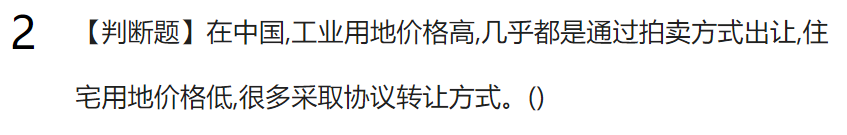 2 【判断题】在中国,工业用地价格高,几乎都是通过拍卖方式出让,住
宅用地价格低,很多采取协议转让方式。()